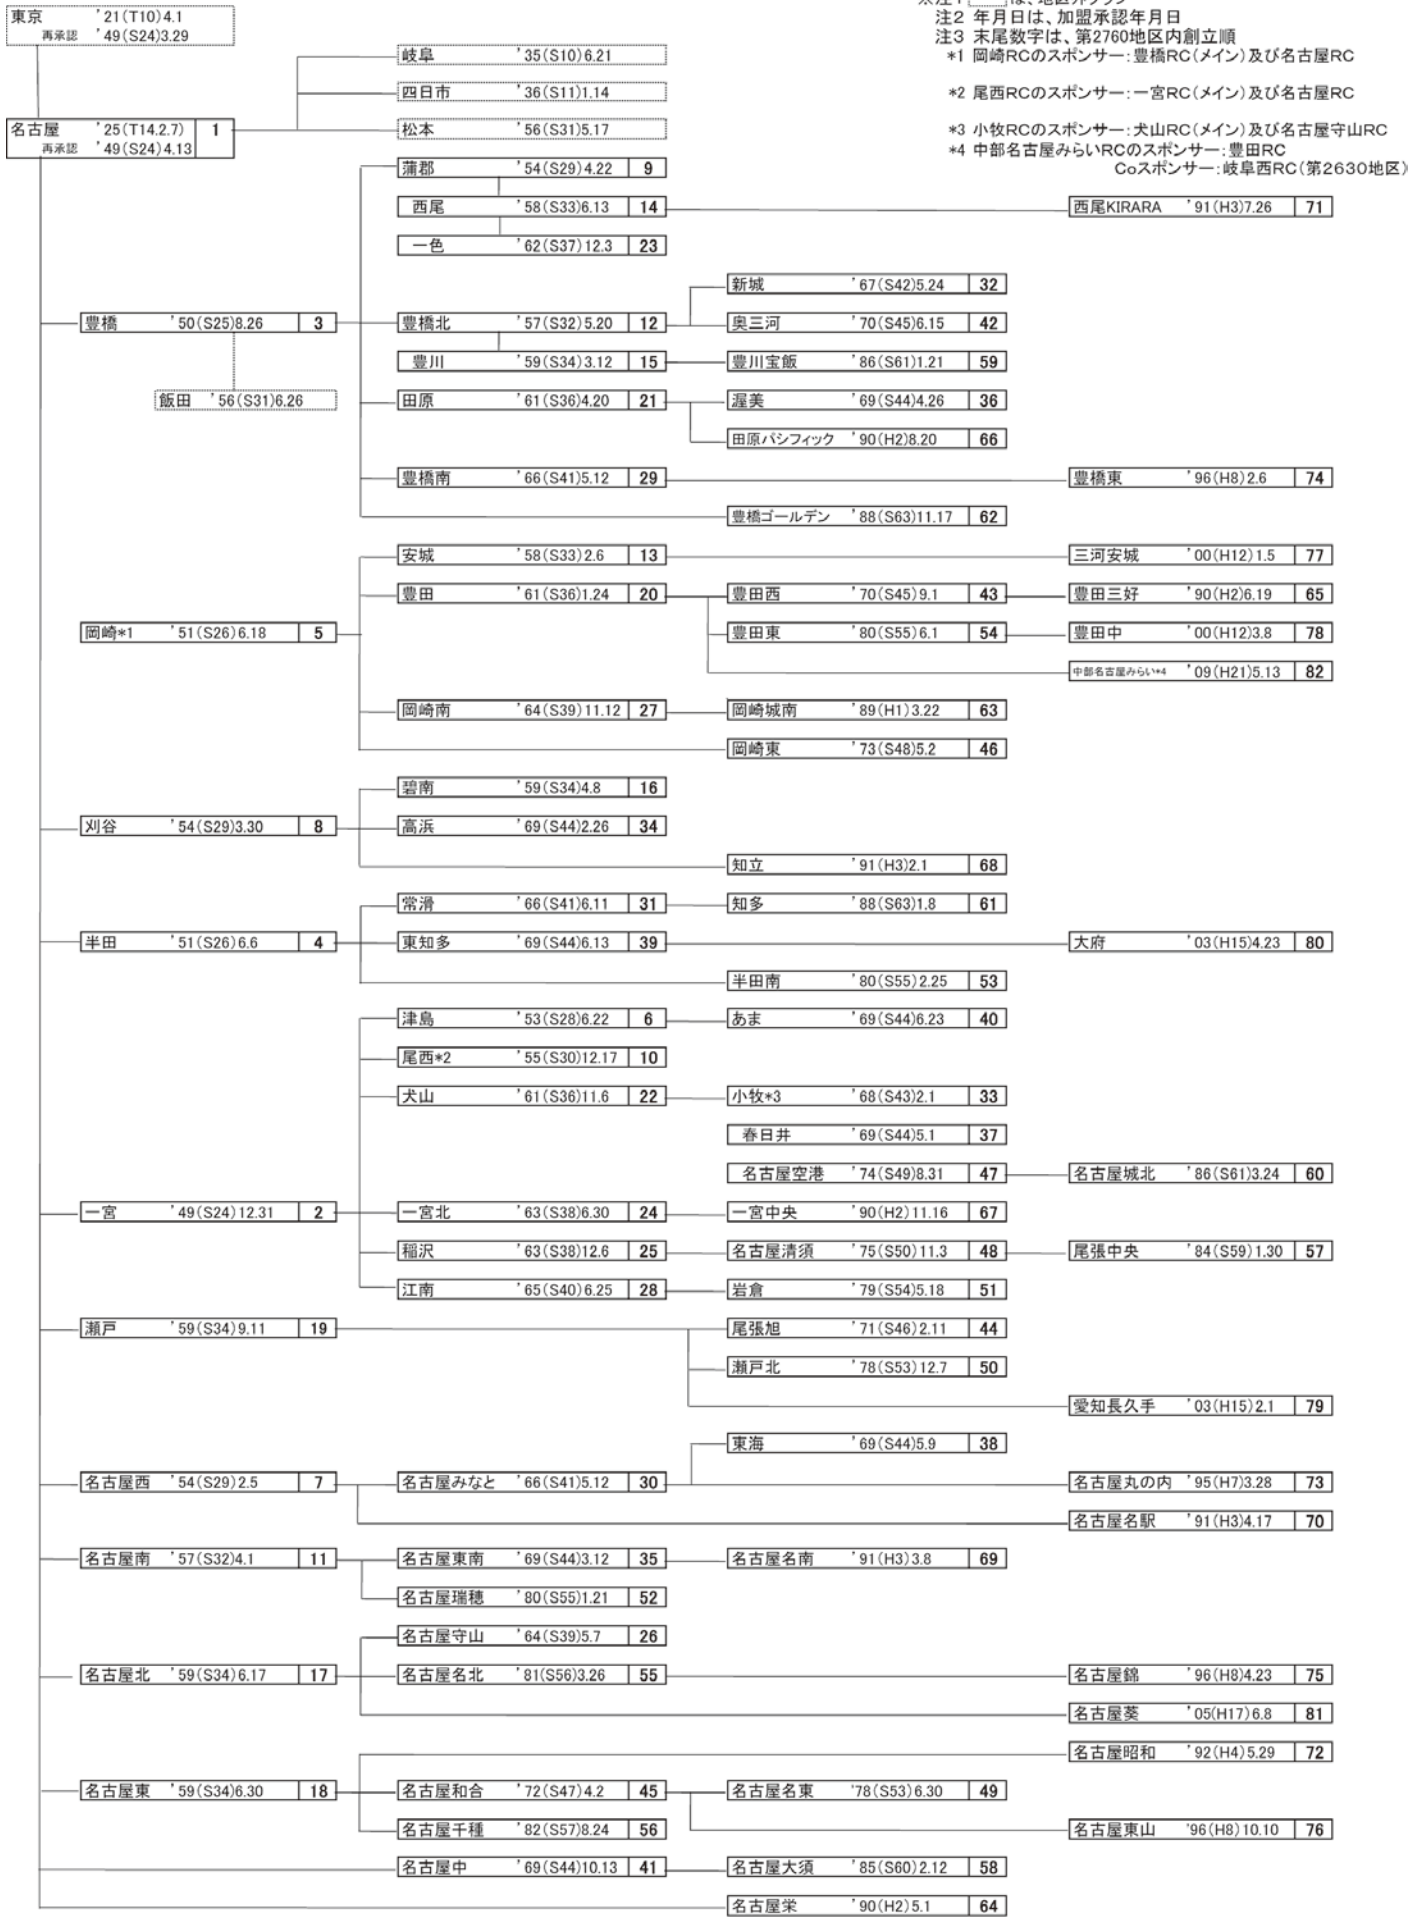 東京 '21(T10)4.1
再承認 '49(S24)3.29
注2 年月日は、加盟承認年月日
注3 末尾数字は、第2760地区内創立順
*1 岡崎RCのスポンサー:豊橋RC(メイン)及び名古屋RC
*2 尾西RCのスポンサー:一宮RC(メイン)及び名古屋RC
*3 小牧RCのスポンサー:犬山RC(メイン)及び名古屋守山RC
*4 中部名古屋みらいRCのスポンサー:豊田RC
Coスポンサー:岐阜西RC(第2630地区)
岐阜 '35(S10)6.21
四日市 '36(S11)1.14
名古屋 '25(T14.2.7) 1
再承認 '49(S24)4.13
松本 '56(S31)5.17
蒲郡 '54(S29)4.22 9
西尾 '58(S33)6.13 14
西尾KIRARA '91(H3)7.26 71
一色 '62(S37)12.3 23
新城 '67(S42)5.24 32
豊橋 '50(S25)8.26 3
豊橋北 '57(S32)5.20 12
奥三河 '70(S45)6.15 42
豊川 '59(S34)3.12 15
豊川宝飯 '86(S61)1.21 59
飯田 '56(S31)6.26
田原 '61(S36)4.20 21
渥美 '69(S44)4.26 36
田原パシフィック '90(H2)8.20 66
豊橋南 '66(S41)5.12 29
豊橋東 '96(H8)2.6 74
豊橋ゴールデン '88(S63)11.17 62
安城 '58(S33)2.6 13
三河安城 '00(H12)1.5 77
豊田 '61(S36)1.24 20
豊田西 '70(S45)9.1 43
豊田三好 '90(H2)6.19 65
岡崎*1 '51(S26)6.18 5
豊田東 '80(S55)6.1 54
豊田中 '00(H12)3.8 78
中部名古屋みらい*4 '09(H21)5.13 82
岡崎南 '64(S39)11.12 27
岡崎城南 '89(H1)3.22 63
岡崎東 '73(S48)5.2 46
碧南 '59(S34)4.8 16
刈谷 '54(S29)3.30 8
高浜 '69(S44)2.26 34
知立 '91(H3)2.1 68
常滑 '66(S41)6.11 31
知多 '88(S63)1.8 61
半田 '51(S26)6.6 4
東知多 '69(S44)6.13 39
大府 '03(H15)4.23 80
半田南 '80(S55)2.25 53
津島 '53(S28)6.22 6
あま '69(S44)6.23 40
尾西*2 '55(S30)12.17 10
犬山 '61(S36)11.6 22
小牧*3 '68(S43)2.1 33
春日井 '69(S44)5.1 37
名古屋空港 '74(S49)8.31 47
名古屋城北 '86(S61)3.24 60
一宮 '49(S24)12.31 2
一宮北 '63(S38)6.30 24
一宮中央 '90(H2)11.16 67
稲沢 '63(S38)12.6 25
名古屋清須 '75(S50)11.3 48
尾張中央 '84(S59)1.30 57
江南 '65(S40)6.25 28
岩倉 '79(S54)5.18 51
瀬戸 '59(S34)9.11 19
尾張旭 '71(S46)2.11 44
瀬戸北 '78(S53)12.7 50
愛知長久手 '03(H15)2.1 79
東海 '69(S44)5.9 38
名古屋西 '54(S29)2.5 7
名古屋みなと '66(S41)5.12 30
名古屋丸の内 '95(H7)3.28 73
名古屋名駅 '91(H3)4.17 70
名古屋南 '57(S32)4.1 11
名古屋東南 '69(S44)3.12 35
名古屋名南 '91(H3)3.8 69
名古屋瑞穂 '80(S55)1.21 52
名古屋守山 '64(S39)5.7 26
名古屋北 '59(S34)6.17 17
名古屋名北 '81(S56)3.26 55
名古屋錦 '96(H8)4.23 75
名古屋葵 '05(H17)6.8 81
名古屋昭和 '92(H4)5.29 72
名古屋東 '59(S34)6.30 18
名古屋和合 '72(S47)4.2 45
名古屋名東 '78(S53)6.30 49
名古屋千種 '82(S57)8.24 56
名古屋東山 '96(H8)10.10 76
名古屋中 '69(S44)10.13 41
名古屋大須 '85(S60)2.12 58
名古屋栄 '90(H2)5.1 64